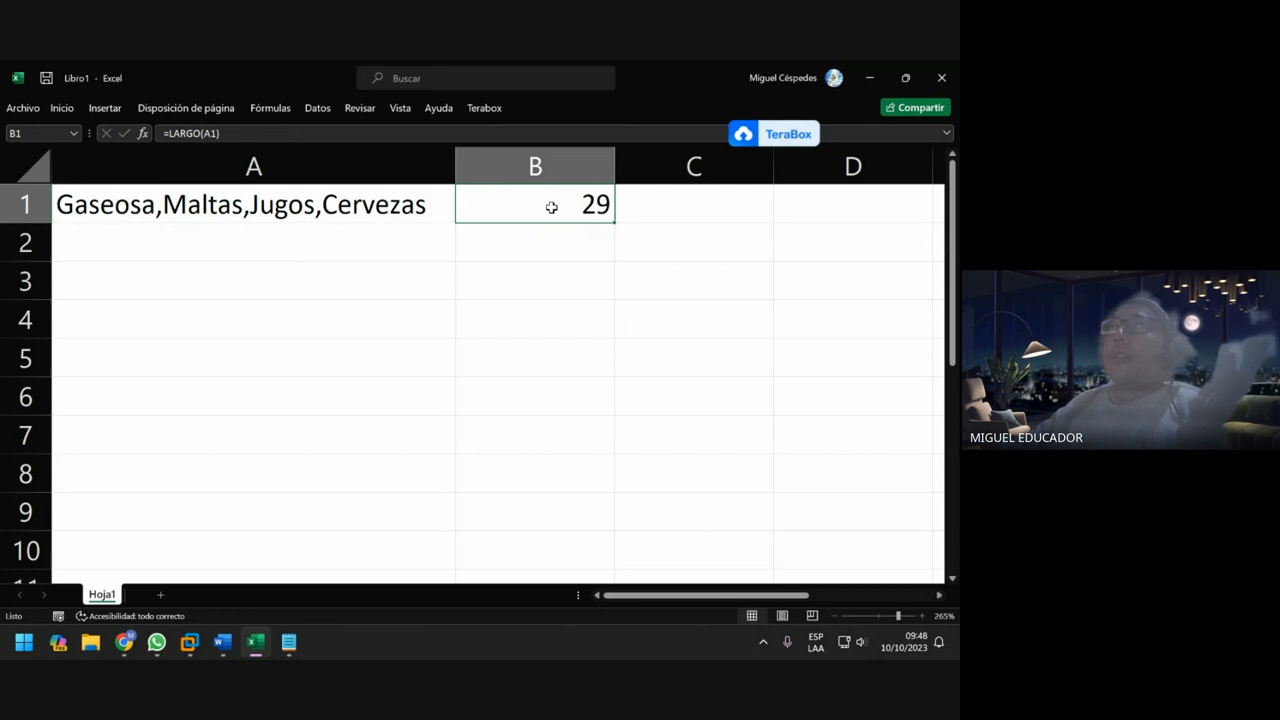 Libro1 - Excel
Buscar
Miguel Céspedes
Archivo Inicio Insertar Disposición de página Fórmulas Datos Revisar Vista Ayuda Terabox
Compartir
B1 fx =LARGO(A1)
TeraBox
A B C D
1 Gaseosa,Maltas,Jugos,Cervezas 29
2
3
4
5
6
7
8
9
10
MIGUEL EDUCADOR
Hoja1
Listo
Accesibilidad: todo correcto
265%
ESP
LAA
09:48
10/10/2023